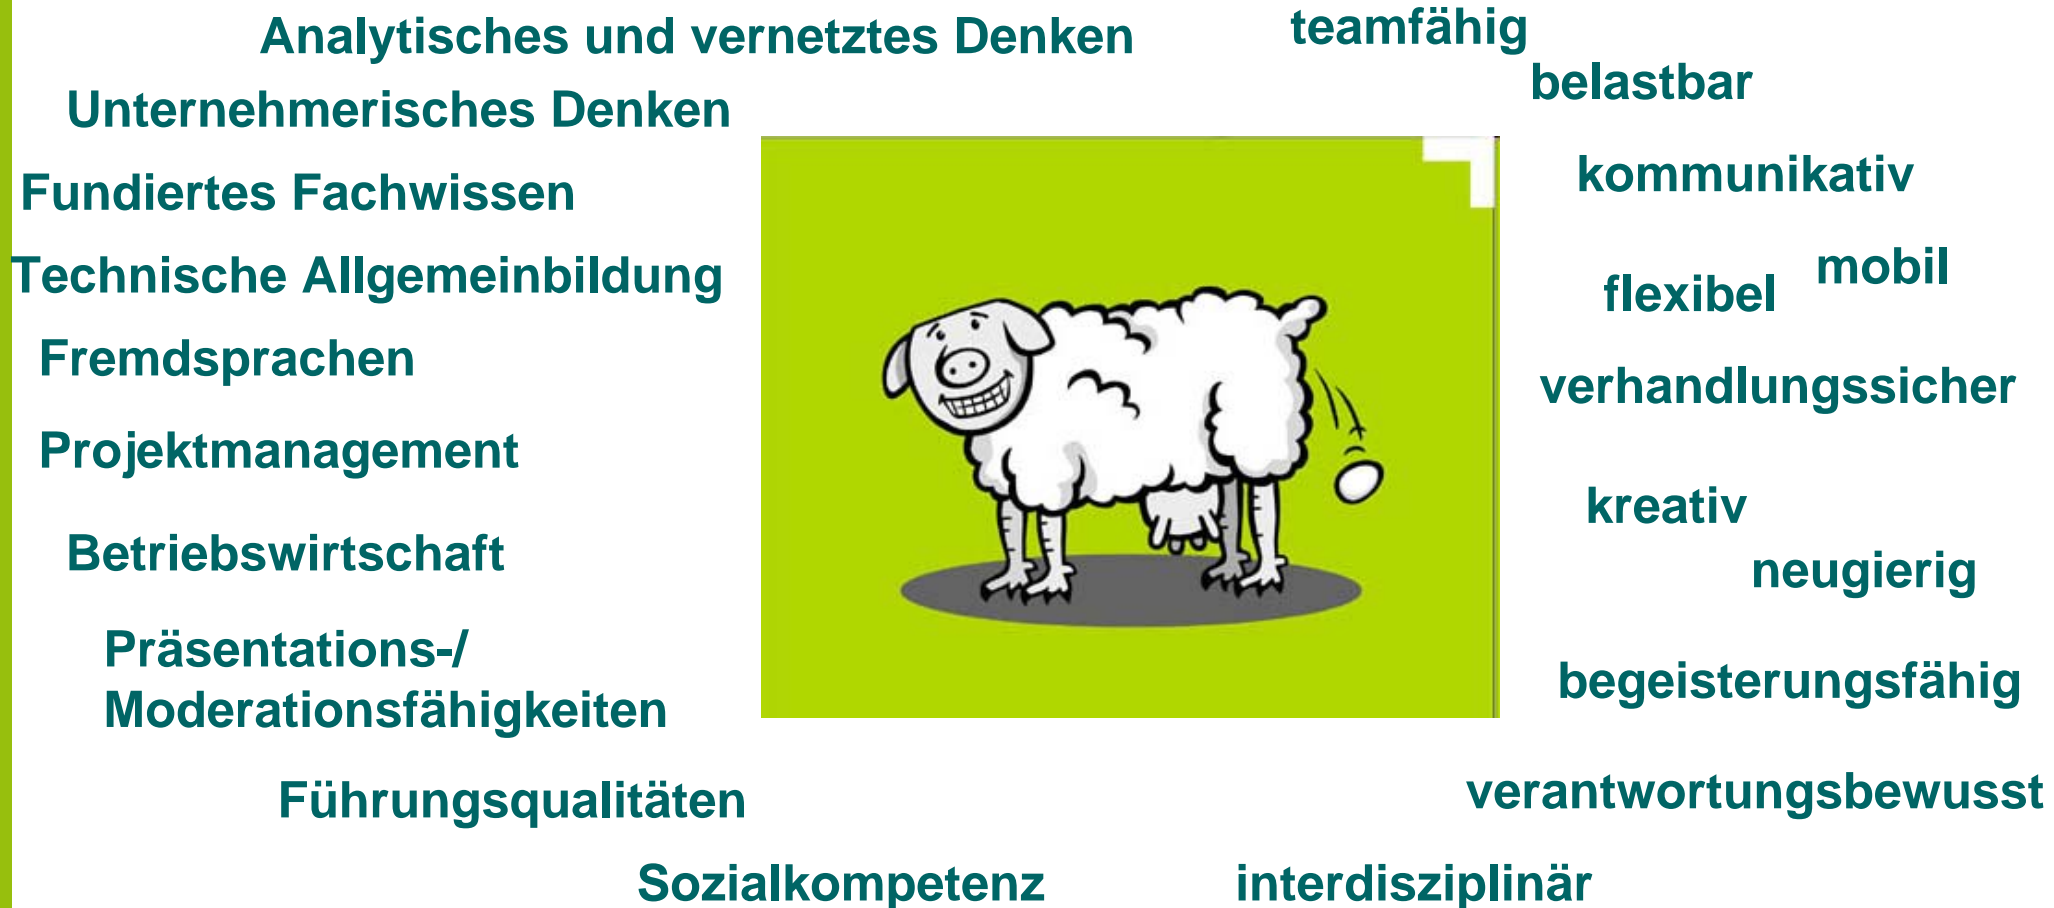 Analytisches und vernetztes Denken
teamfähig
belastbar
Unternehmerisches Denken
kommunikativ
Fundiertes Fachwissen
Technische Allgemeinbildung
mobil
flexibel
Fremdsprachen
verhandlungssicher
Projektmanagement
kreativ
Betriebswirtschaft
neugierig
Präsentations-/
Moderationsfähigkeiten
begeisterungsfähig
Führungsqualitäten
verantwortungsbewusst
Sozialkompetenz
interdisziplinär